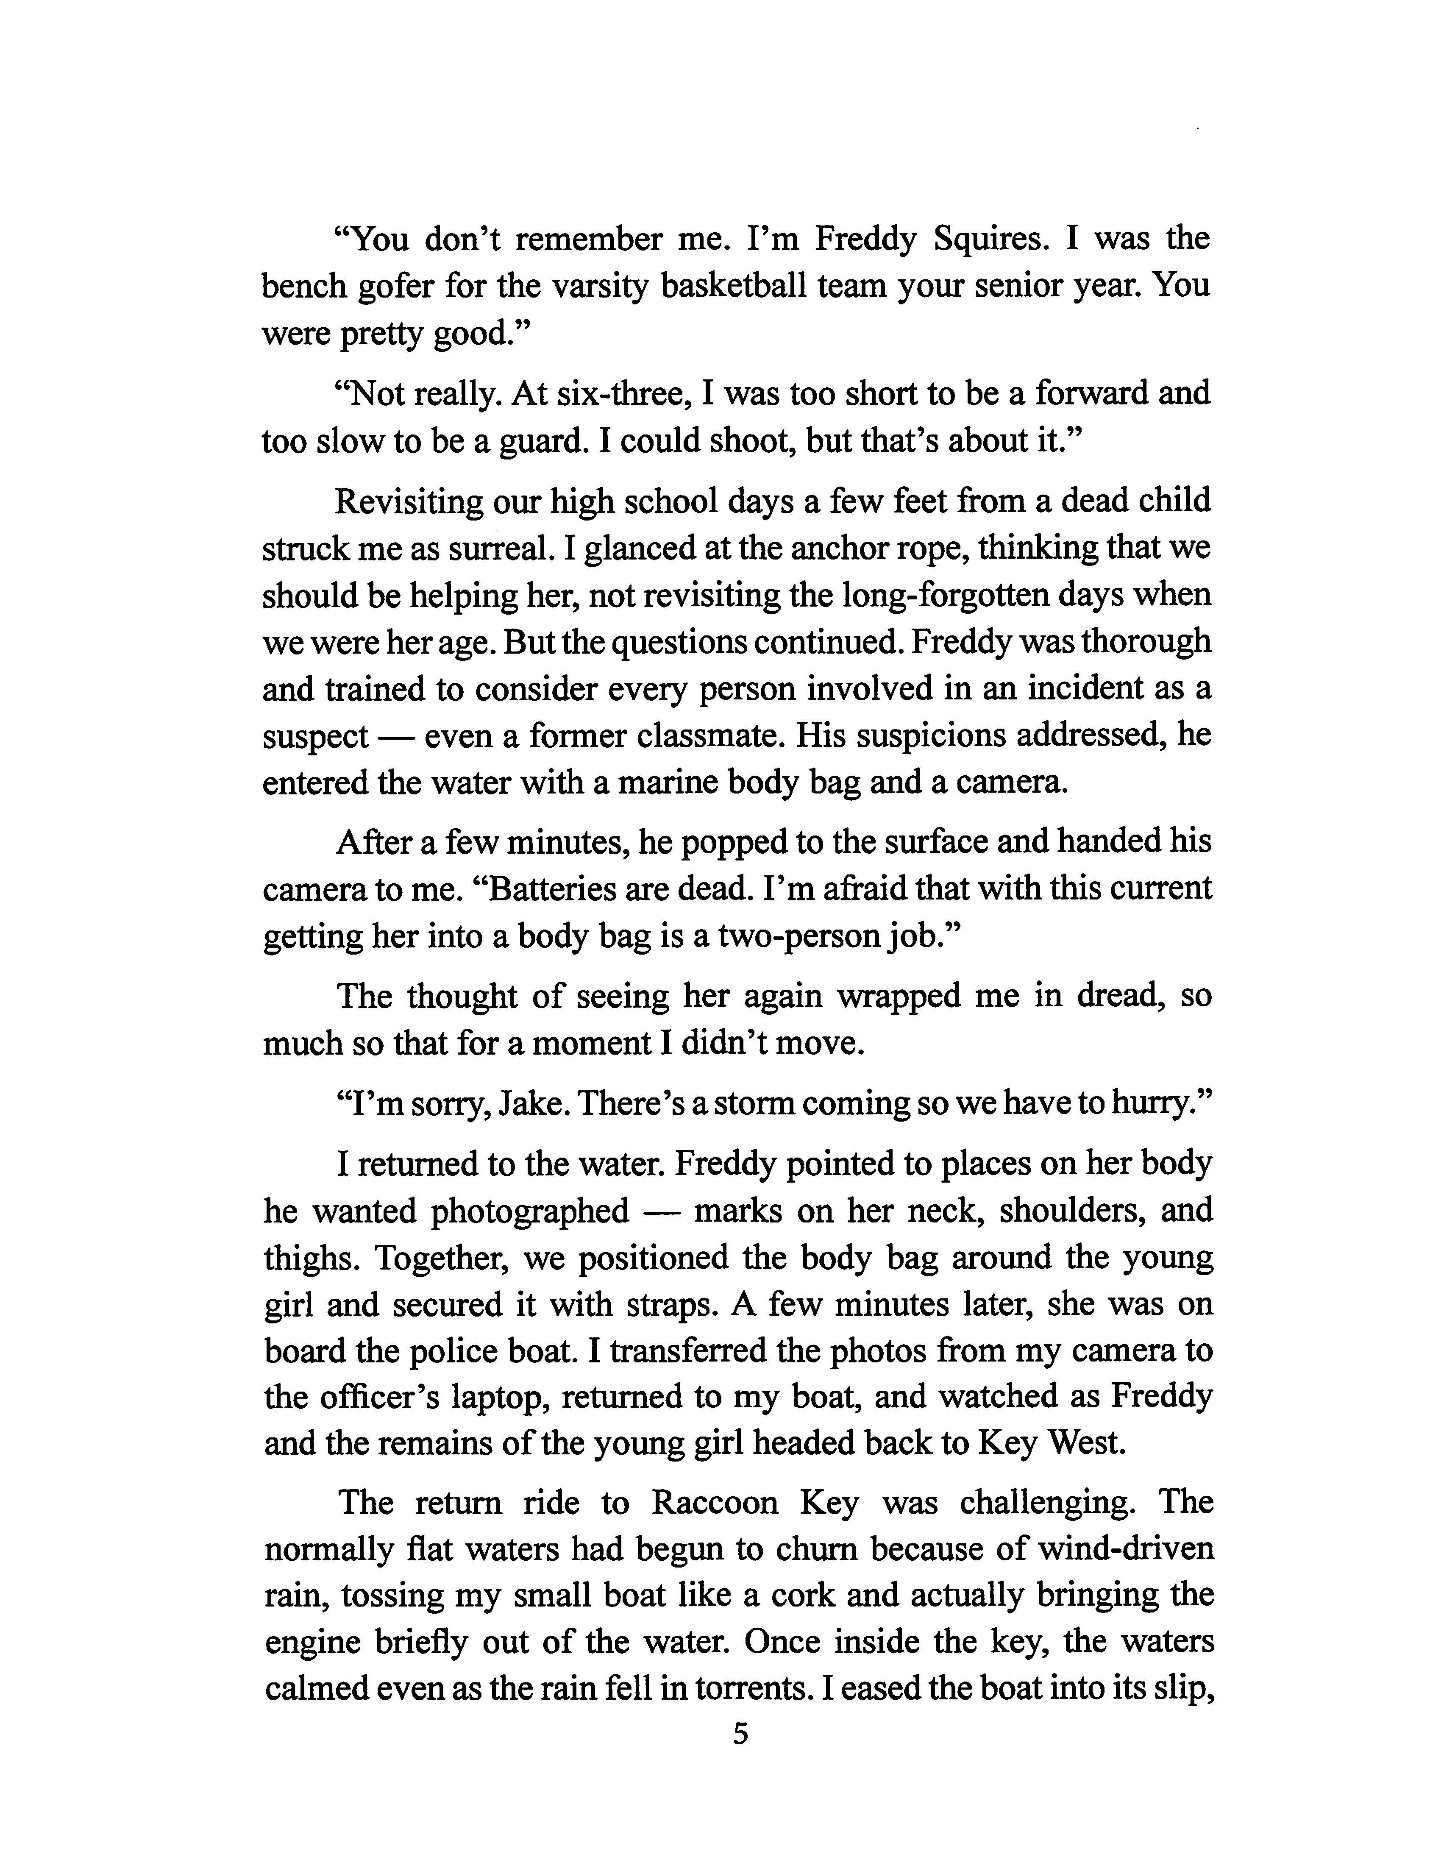 “You don’t remember me. I’m Freddy Squires. I was the
bench gofer for the varsity basketball team your senior year. You
were pretty good.”
“Not really. At six-three, I was too short to be a forward and
too slow to be a guard. I could shoot, but that’s about it.”
Revisiting our high school days a few feet from a dead child
struck me as surreal. I glanced at the anchor rope, thinking that we
should be helping her, not revisiting the long-forgotten days when
we were her age. But the questions continued. Freddy was thorough
and trained to consider every person involved in an incident as a
suspect — even a former classmate. His suspicions addressed, he
entered the water with a marine body bag and a camera.
After a few minutes, he popped to the surface and handed his
camera to me. “Batteries are dead. I’m afraid that with this current
getting her into a body bag is a two-person job.”
The thought of seeing her again wrapped me in dread, so
much so that for a moment I didn’t move.
“I’m sorry, Jake. There’s a storm coming so we have to hurry.”
I returned to the water. Freddy pointed to places on her body
he wanted photographed — marks on her neck, shoulders, and
thighs. Together, we positioned the body bag around the young
girl and secured it with straps. A few minutes later, she was on
board the police boat. I transferred the photos from my camera to
the officer’s laptop, returned to my boat, and watched as Freddy
and the remains of the young girl headed back to Key West.
The return ride to Raccoon Key was challenging. The
normally flat waters had begun to churn because of wind-driven
rain, tossing my small boat like a cork and actually bringing the
engine briefly out of the water. Once inside the key, the waters
calmed even as the rain fell in torrents. I eased the boat into its slip,
5